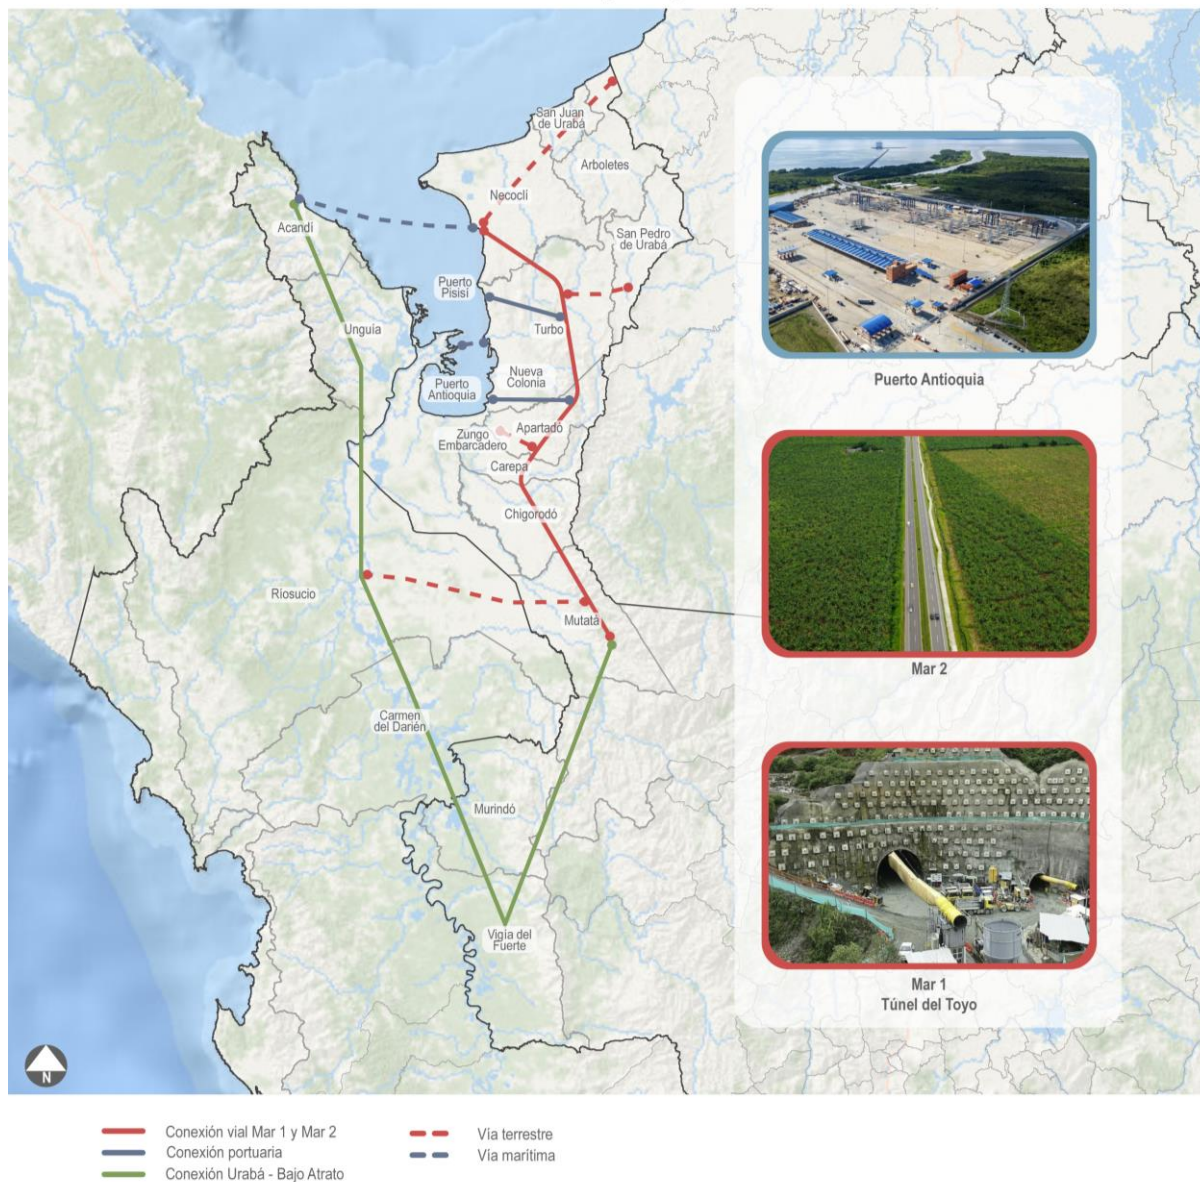 San Juan
de Urabá
Arboletes
Necoclí
Acandí
San Pedro
de Urabá
Puerto
Pisisí
Unguía
Turbo
Nueva
Colonia
Puerto
Antioquia
Apartadó
Zungo
Embarcadero
Carepa
Chigorodó
Riosucio
Mutatá
Carmen
del Darién
Murindó
Vigía del
Fuerte
Puerto Antioquia
Mar 2
Mar 1
Túnel del Toyo
N
Conexión vial Mar 1 y Mar 2
Conexión portuaria
Conexión Urabá - Bajo Atrato
Vía terrestre
Vía marítima